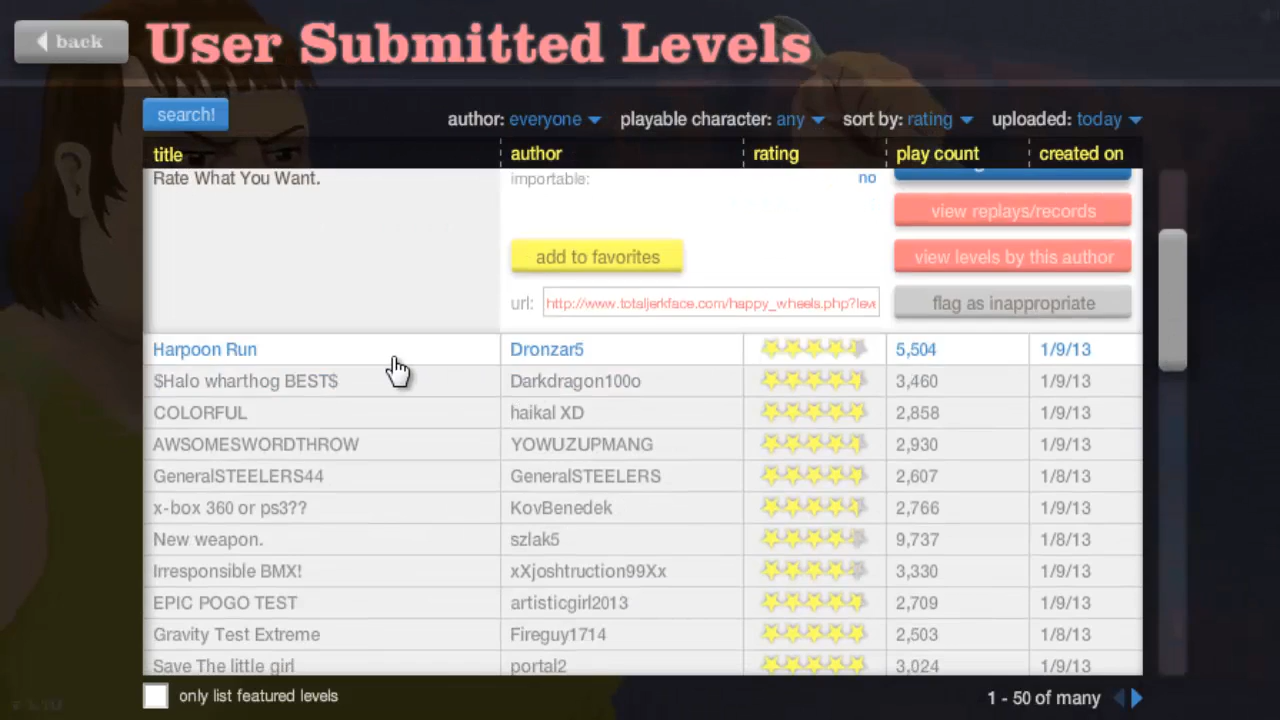 back
User Submitted Levels
search!
author: everyone playable character: any sort by: rating uploaded: today
title author rating play count created on
Rate What You Want. importable: no
view replays/records
add to favorites view levels by this author
url: http://www.totaljerkface.com/happy_wheels.php?lev flag as inappropriate
Harpoon Run Dronzar5 5,504 1/9/13
$Halo wharthog BEST$ Darkdragon100o 3,460 1/9/13
COLORFUL haikal XD 2,858 1/9/13
AWSOMESWORDTHROW YOWUZUPMANG 2,930 1/9/13
GeneralSTEELERS44 GeneralSTEELERS 2,607 1/8/13
x-box 360 or ps3?? KovBenedek 2,766 1/9/13
New weapon. szlak5 9,737 1/8/13
Irresponsible BMX! xXjoshtruction99Xx 3,330 1/9/13
EPIC POGO TEST artisticgirl2013 2,709 1/9/13
Gravity Test Extreme Fireguy1714 2,503 1/8/13
Save The little girl portal2 3,024 1/9/13
only list featured levels 1 - 50 of many